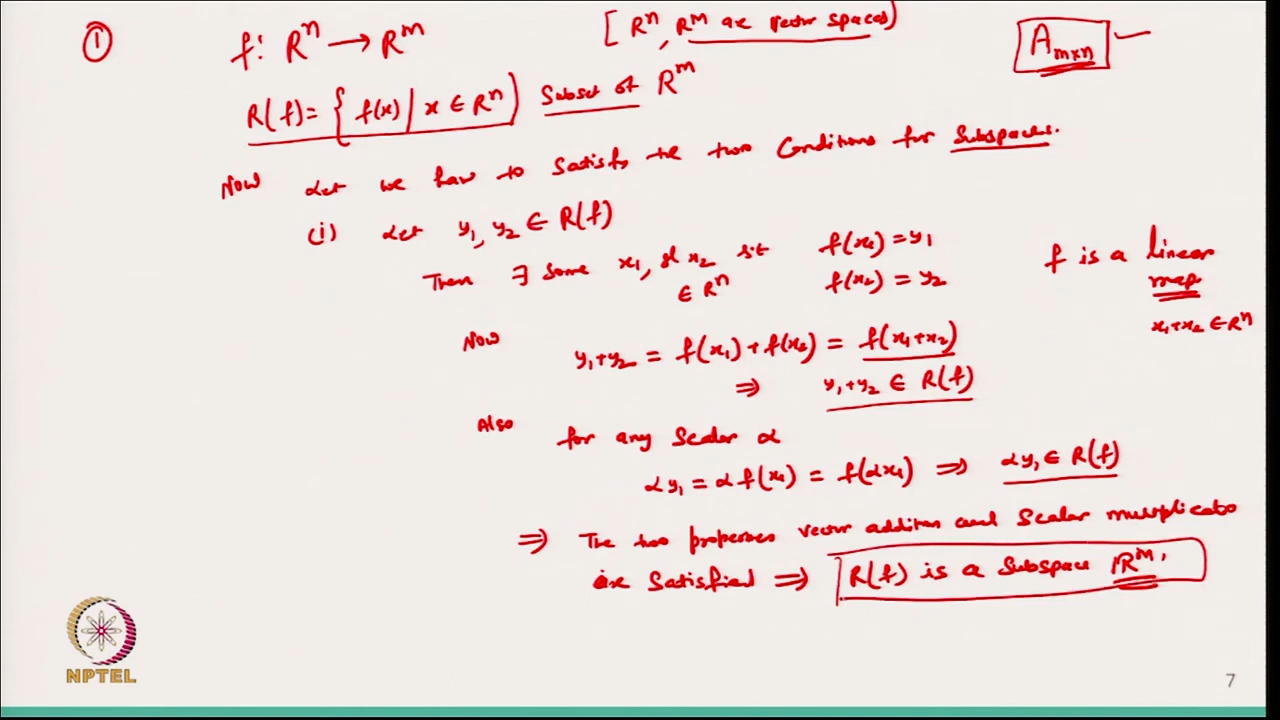 ① f: Rⁿ → Rᵐ [Rⁿ, Rᵐ are vector spaces) A_{m×n}
R(f) = { f(x) | x ∈ Rⁿ } Subset of Rᵐ
Now Let we have to satisfy the two Conditions for Subspaces.
(i) Let y₁, y₂ ∈ R(f)
Then ∃ some x₁, x₂ s.t f(x₁) = y₁ f is a linear
∈ Rⁿ f(x₂) = y₂ map
x₁+x₂ ∈ Rⁿ
Now y₁+y₂ = f(x₁) + f(x₂) = f(x₁+x₂)
⇒ y₁+y₂ ∈ R(f)
Also for any Scalar α
αy₁ = αf(x₁) = f(αx₁) ⇒ αy₁ ∈ R(f)
⇒ The two properties vector addition and Scalar multiplicatio
are Satisfied ⇒ R(f) is a Subspace Rᵐ.
NPTEL
7